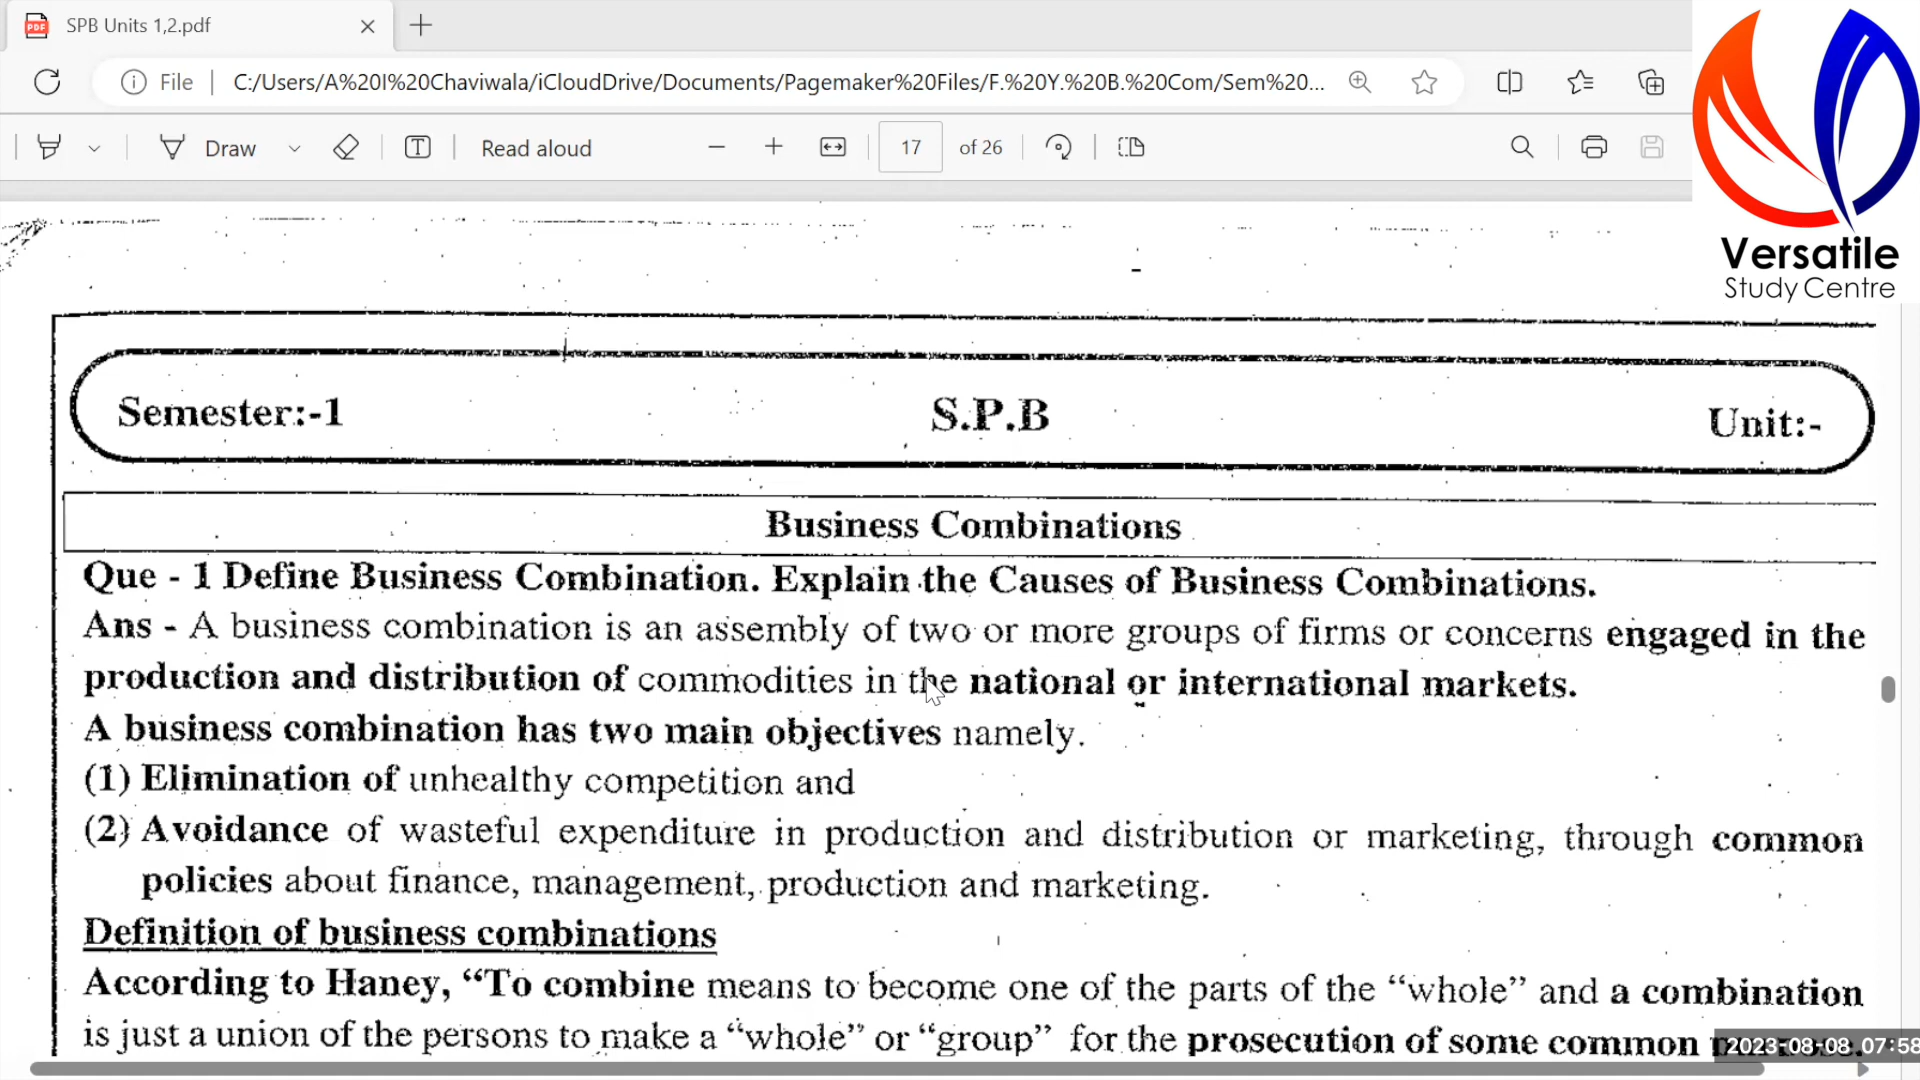 SPB Units 1,2.pdf
File
C:/Users/A%20I%20Chaviwala/iCloudDrive/Documents/Pagemaker%20Files/F.%20Y.%20B.%20Com/Sem%20...
Draw
Read aloud
17 of 26
Versatile
Study Centre
Semester:-1 S.P.B Unit:-
Business Combinations
Que - 1 Define Business Combination. Explain the Causes of Business Combinations.
Ans - A business combination is an assembly of two or more groups of firms or concerns engaged in the
production and distribution of commodities in the national or international markets.
A business combination has two main objectives namely.
(1) Elimination of unhealthy competition and
(2) Avoidance of wasteful expenditure in production and distribution or marketing, through common
policies about finance, management, production and marketing.
Definition of business combinations
According to Haney, “To combine means to become one of the parts of the “whole” and a combination
is just a union of the persons to make a “whole” or “group” for the prosecution of some common
2023-08-08 07:58